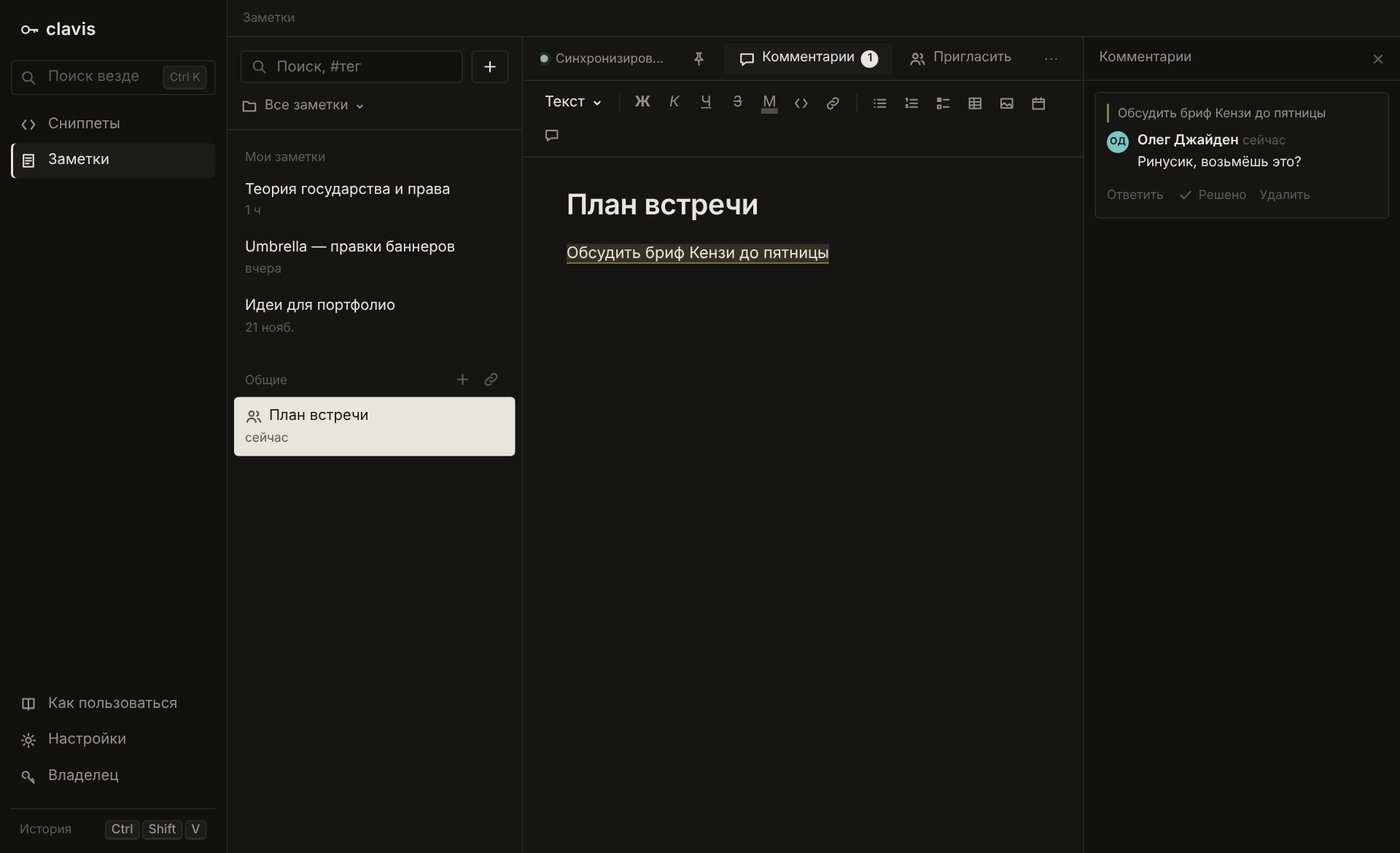 clavis
Поиск везде Ctrl K
Сниппеты
Заметки
Как пользоваться
Настройки
Владелец
История Ctrl Shift V
Заметки
Поиск, #тег
Все заметки
Мои заметки
Теория государства и права
1 ч
Umbrella — правки баннеров
вчера
Идеи для портфолио
21 нояб.
Общие
План встречи
сейчас
Синхронизиров... Комментарии 1 Пригласить ...
Текст Ж К Ч З М
План встречи
Обсудить бриф Кензи до пятницы
Комментарии
Обсудить бриф Кензи до пятницы
ОД Олег Джайден сейчас
Ринусик, возьмёшь это?
Ответить Решено Удалить